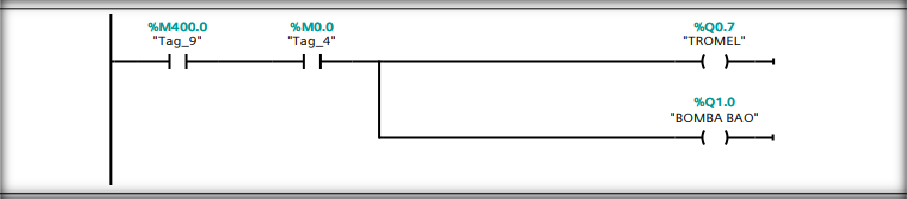 %M400.0
"Tag_9"
%M0.0
"Tag_4"
%Q0.7
"TROMEL"
%Q1.0
"BOMBA BAO"